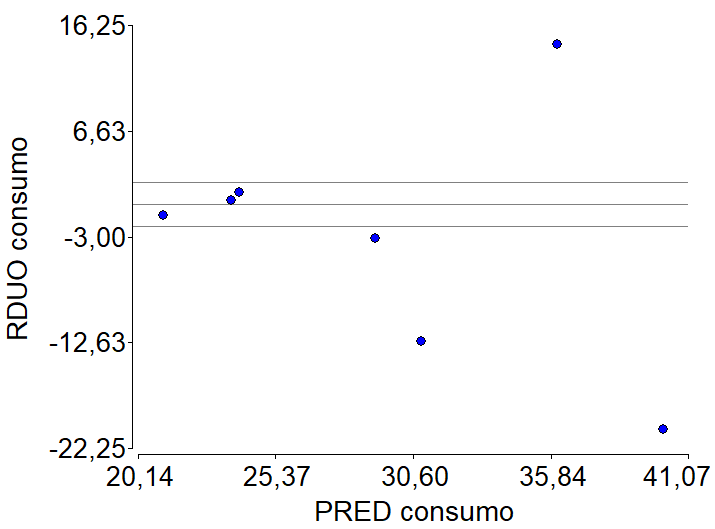 16,25
6,63
-3,00
-12,63
-22,25
RDUO consumo
20,14 25,37 30,60 35,84 41,07
PRED consumo